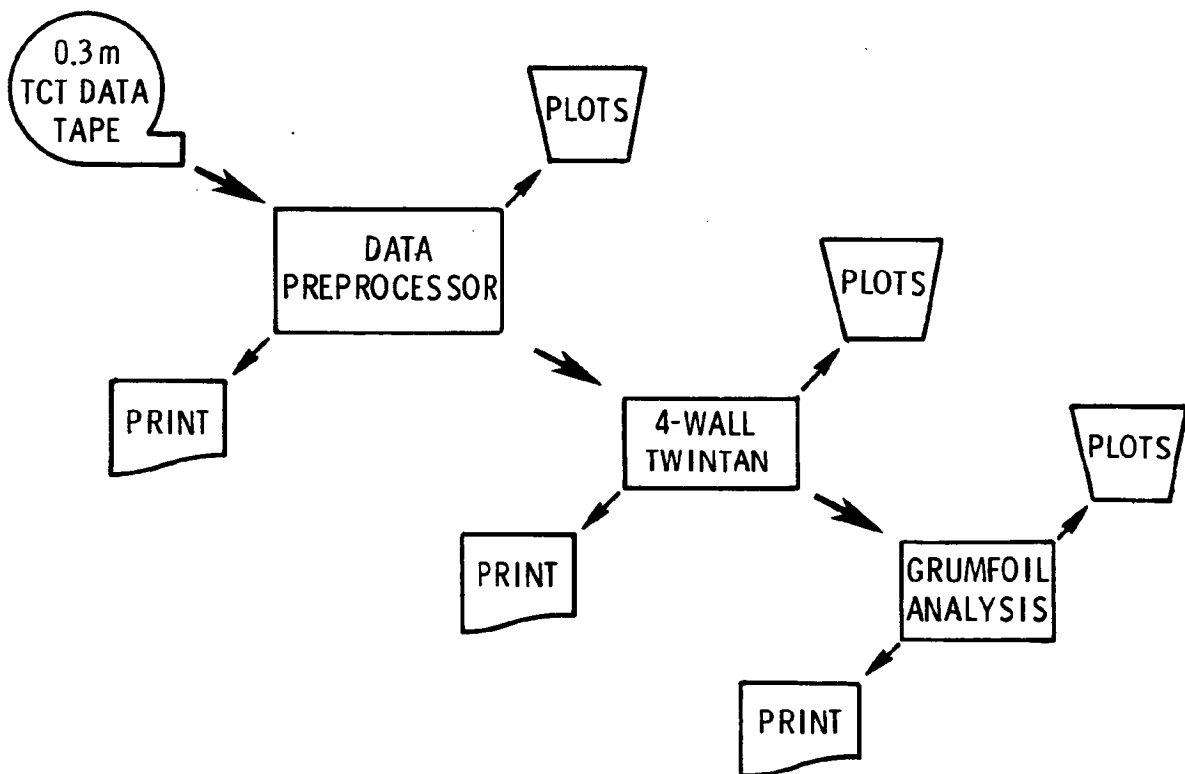 0.3 m
TCT DATA
TAPE
PLOTS
DATA
PREPROCESSOR
PRINT
PLOTS
4-WALL
TWINTAN
PRINT
PLOTS
GRUMFOIL
ANALYSIS
PRINT